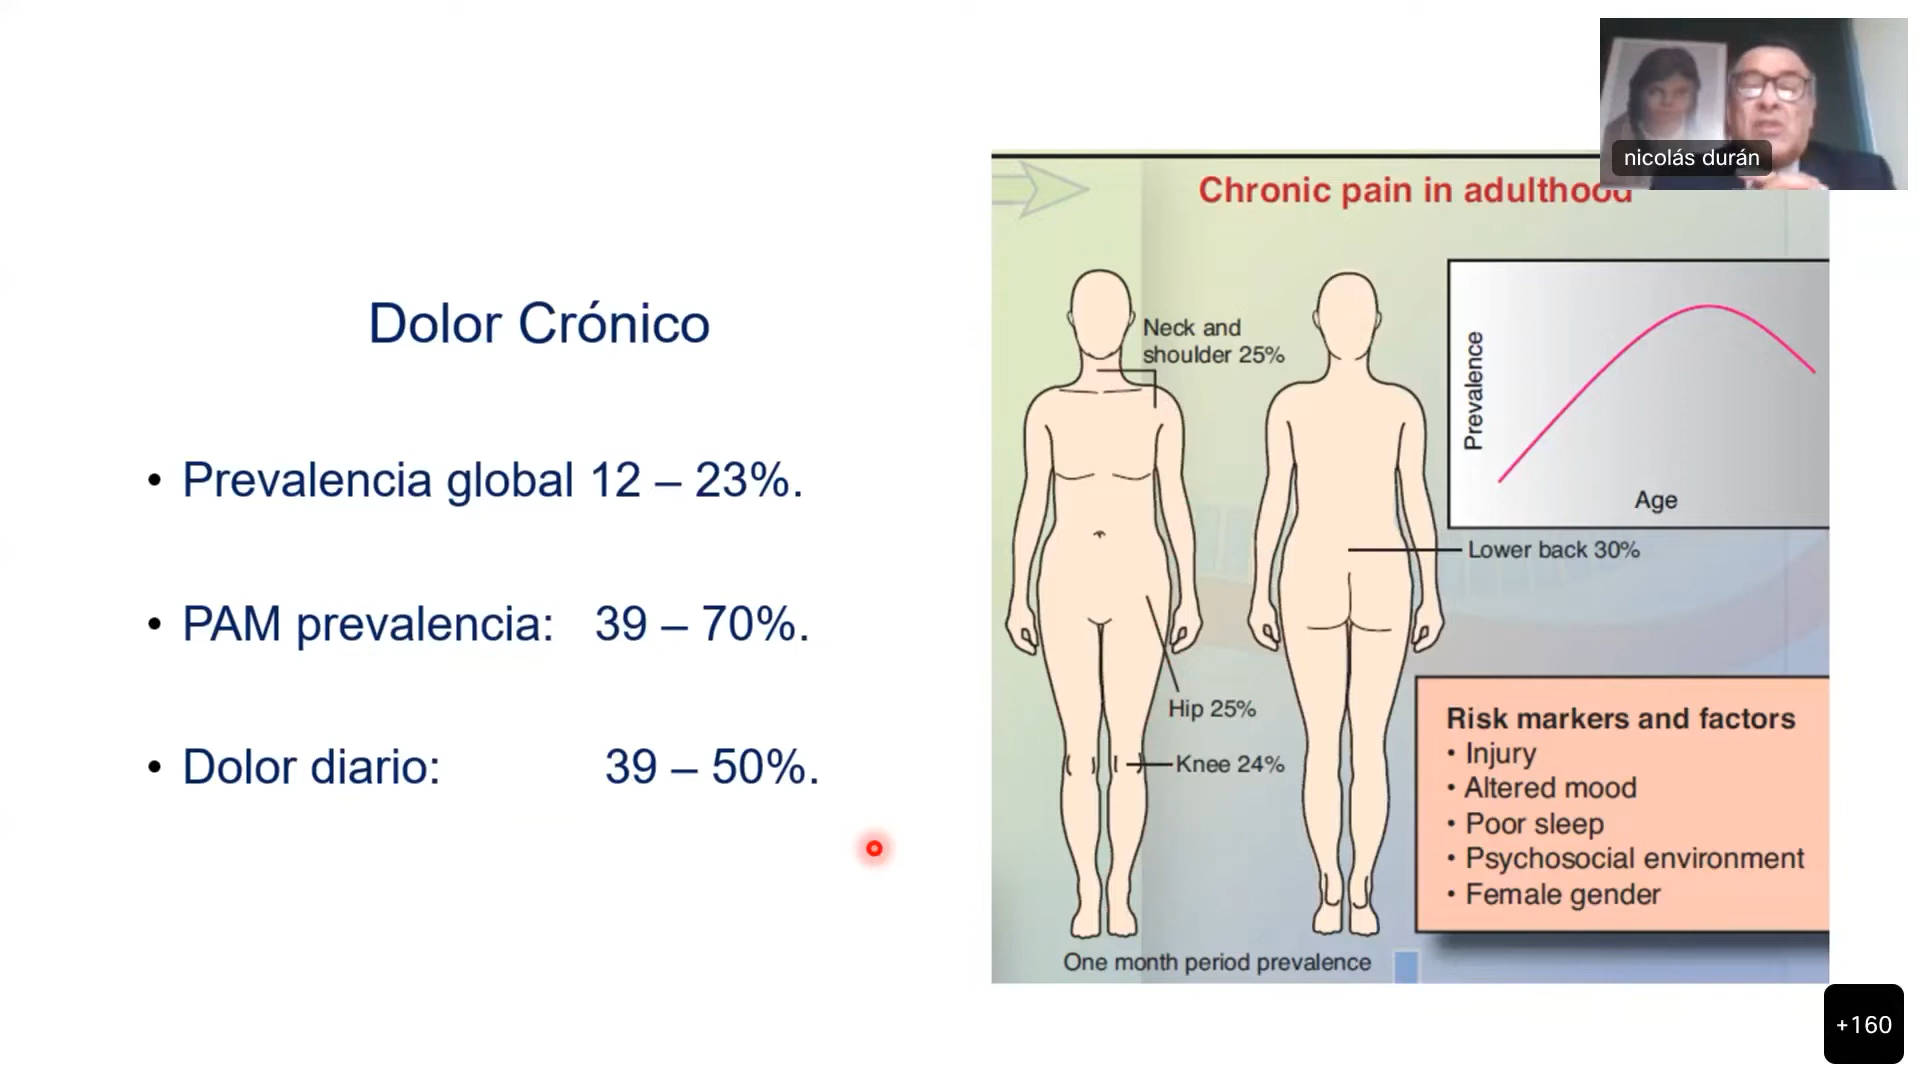 nicolás durán
Dolor Crónico
• Prevalencia global 12 – 23%.
• PAM prevalencia: 39 – 70%.
• Dolor diario: 39 – 50%.
Chronic pain in adulthood
Neck and
shoulder 25%
Prevalence
Age
Lower back 30%
Hip 25%
Knee 24%
Risk markers and factors
• Injury
• Altered mood
• Poor sleep
• Psychosocial environment
• Female gender
One month period prevalence
+160